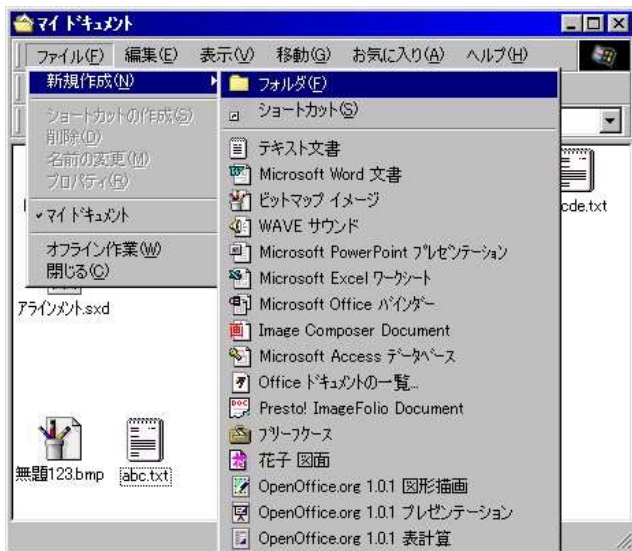 マイ ドキュメント
ファイル(F) 編集(E) 表示(V) 移動(G) お気に入り(A) ヘルプ(H)
新規作成(N)
ショートカットの作成(S)
削除(D)
名前の変更(M)
プロパティ(R)
マイ ドキュメント
オフライン作業(W)
閉じる(C)
フォルダ(F)
ショートカット(S)
テキスト文書
Microsoft Word 文書
ビットマップ イメージ
WAVE サウンド
Microsoft PowerPoint プレゼンテーション
Microsoft Excel ワークシート
Microsoft Office バインダー
Image Composer Document
Microsoft Access データベース
Office ドキュメントの一覧...
Presto! ImageFolio Document
ブリーフケース
花子 図面
OpenOffice.org 1.0.1 図形描画
OpenOffice.org 1.0.1 プレゼンテーション
OpenOffice.org 1.0.1 表計算
cde.txt
アラインメント.sxd
無題123.bmp
abc.txt